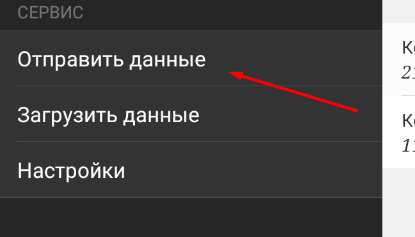 СЕРВИС
Отправить данные
Загрузить данные
Настройки